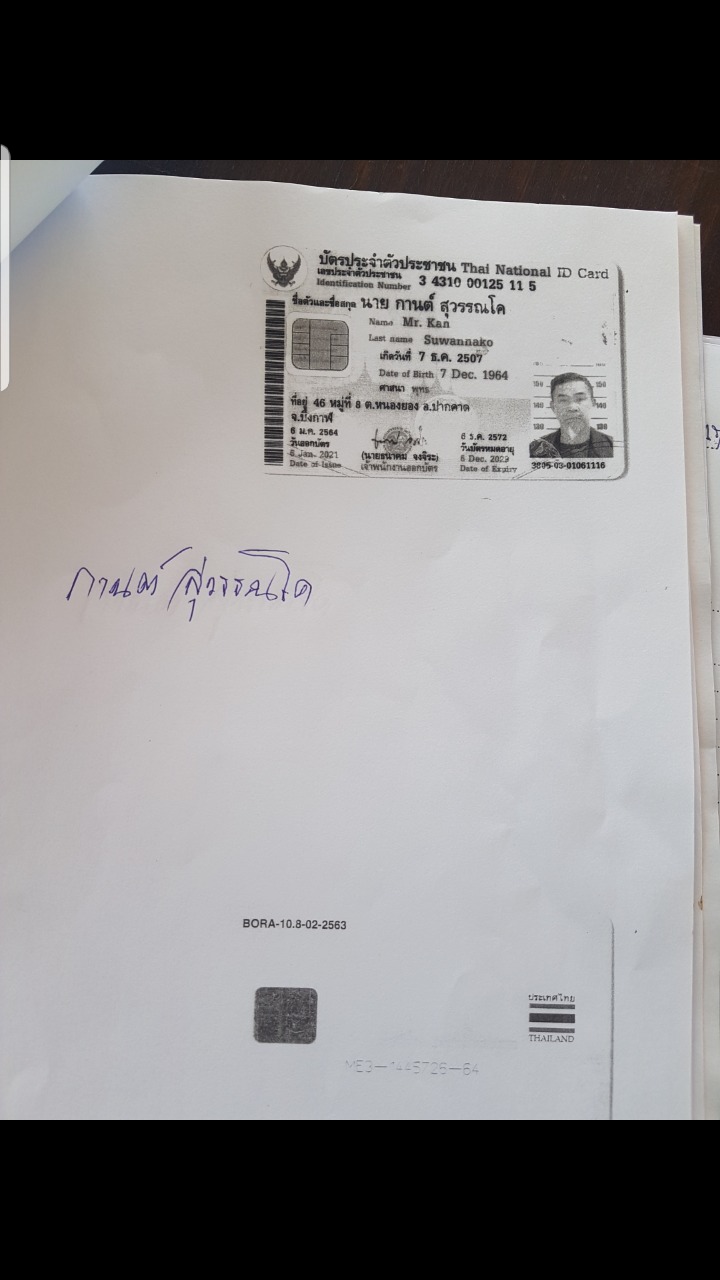 บัตรประจำตัวประชาชน Thai National ID Card
เลขประจำตัวประชาชน
Identification Number 3 4310 00125 11 5
ชื่อตัวและชื่อสกุล นาย กานต์ สุวรรณโค
Name Mr. Kan
Last name Suwannako
เกิดวันที่ 7 ธ.ค. 2507
Date of Birth 7 Dec. 1964
ศาสนา พุทธ
ที่อยู่ 46 หมู่ที่ 8 ต.หนองยอง อ.ปากคาด
จ.บึงกาฬ
6 ม.ค. 2564
วันออกบัตร
6 Jan. 2021
Date of Issue
เจ้าพนักงานออกบัตร
6 ธ.ค. 2572
วันบัตรหมดอายุ
6 Dec. 2029
Date of Expiry
150 150
140 140
130 130
3805-03-01061116
กานต์ สุวรรณโค
BORA-10.8-02-2563
ประเทศไทย
THAILAND